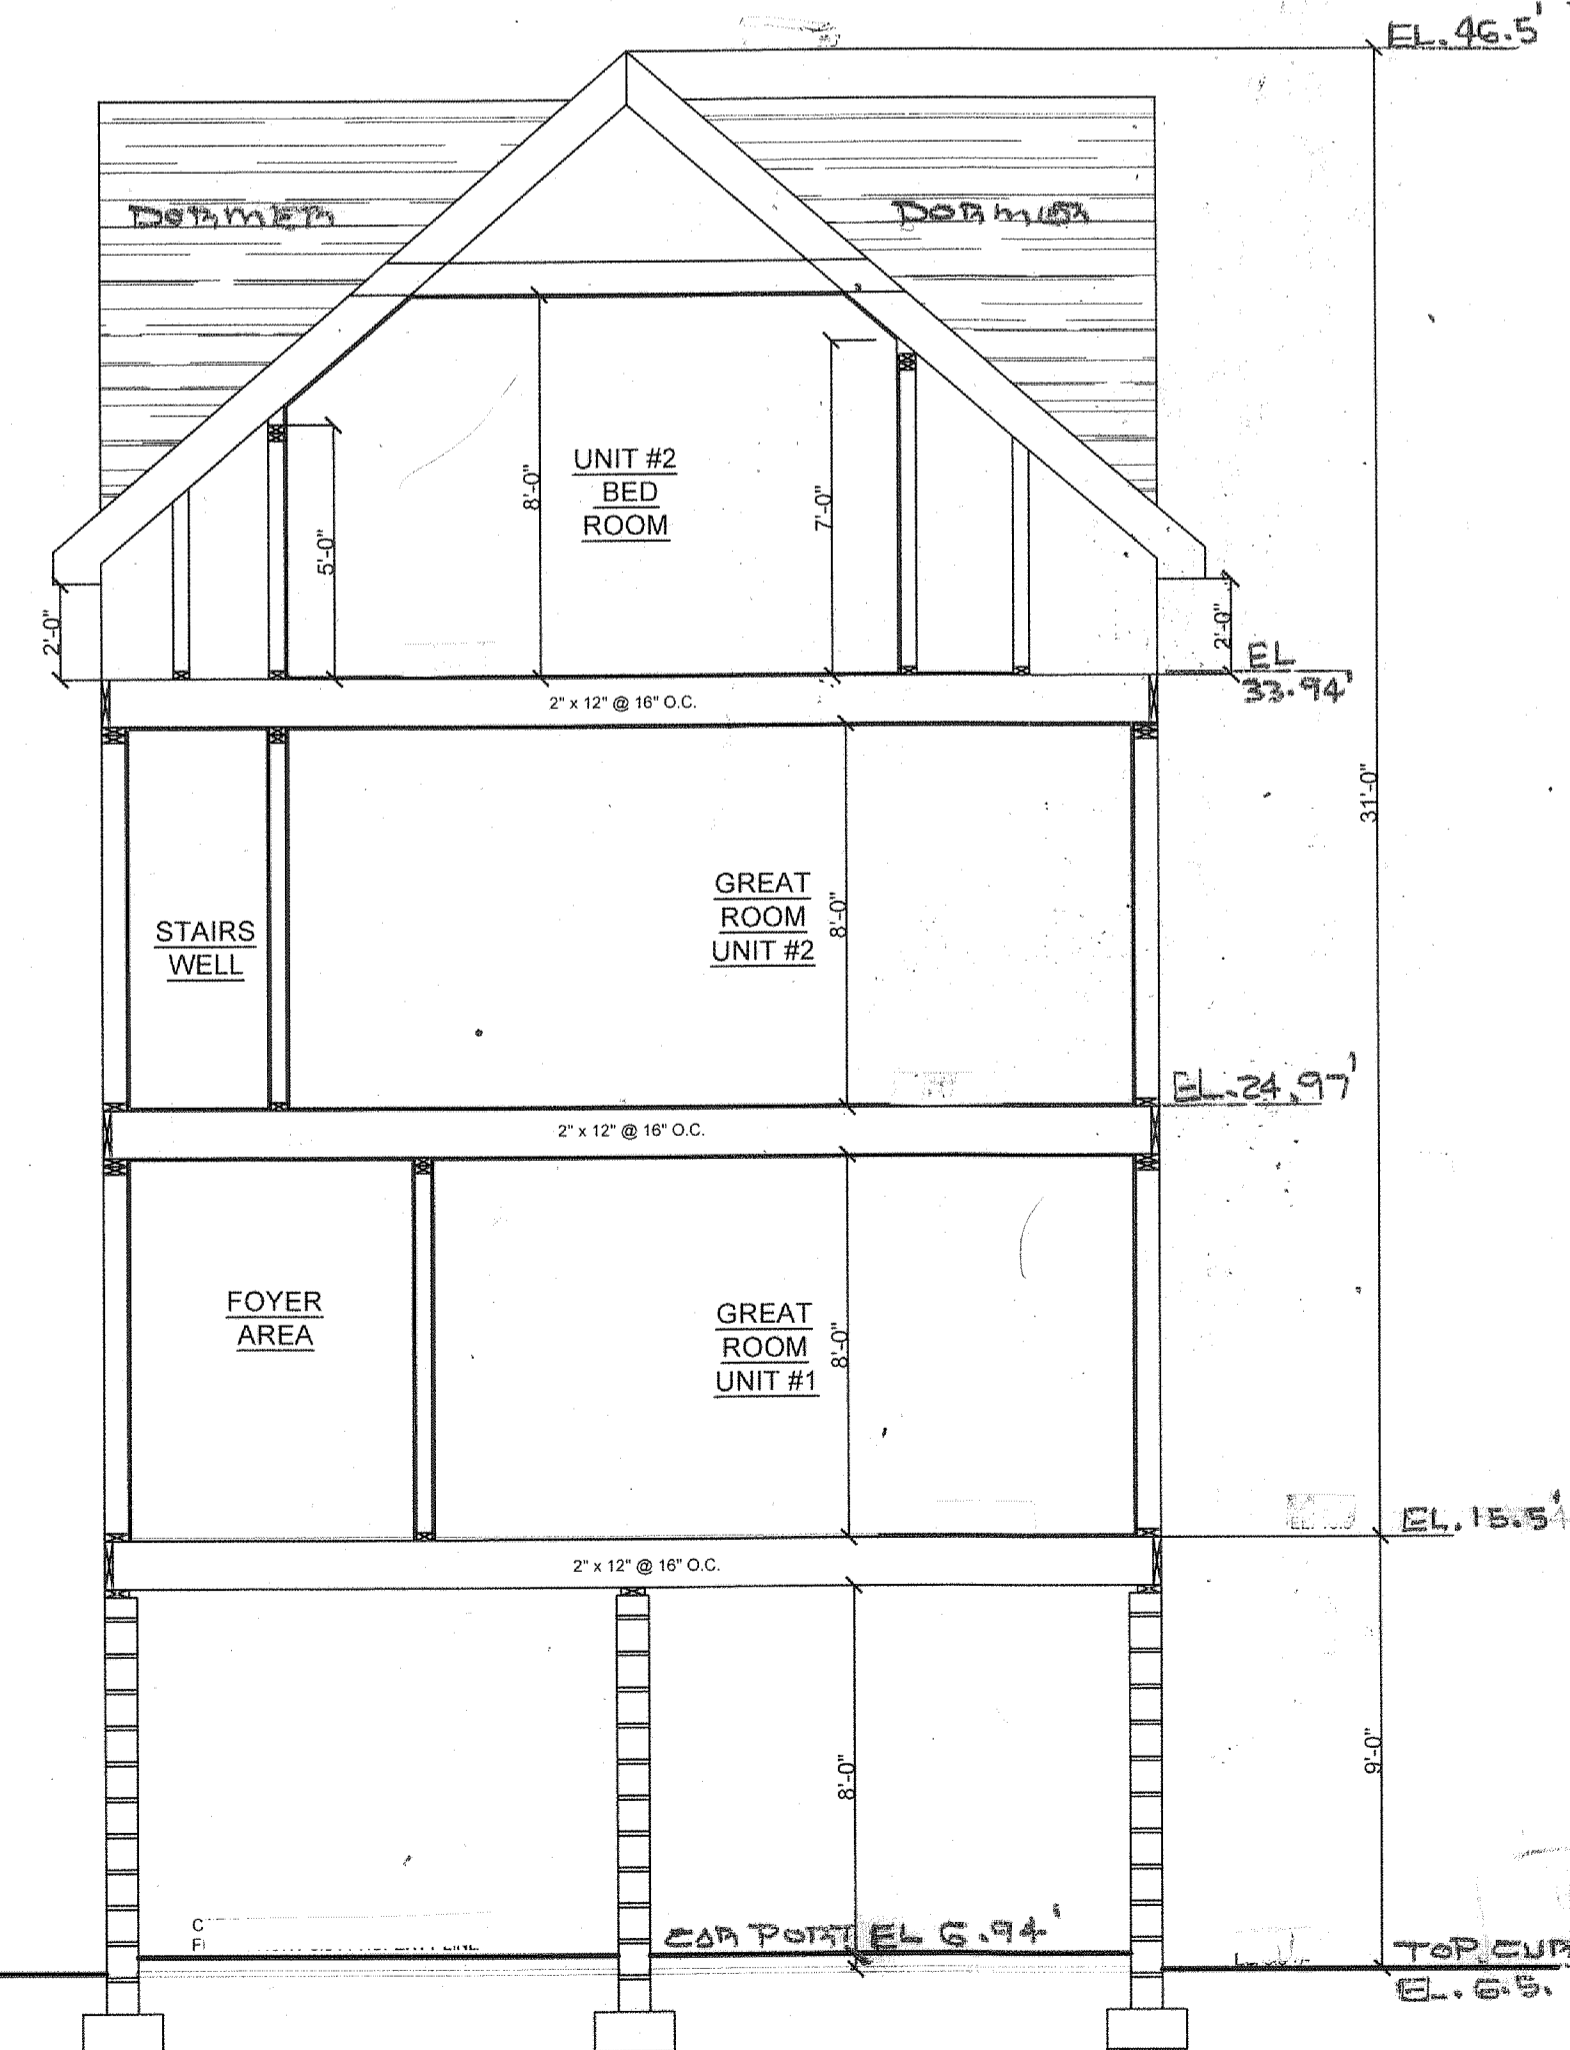 EL. 46.5'
DORMER
DORMER
UNIT #2
BED
ROOM
8'-0"
7'-0"
5'-0"
2'-0"
2'-0"
EL
33.94'
2" x 12" @ 16" O.C.
31'-0"
STAIRS
WELL
GREAT
ROOM
UNIT #2
8'-0"
EL. 24.97'
2" x 12" @ 16" O.C.
FOYER
AREA
GREAT
ROOM
UNIT #1
8'-0"
EL. 15.5'
2" x 12" @ 16" O.C.
8'-0"
9'-0"
CAR PORT EL 6.94'
TOP CUR
EL. 6.5.